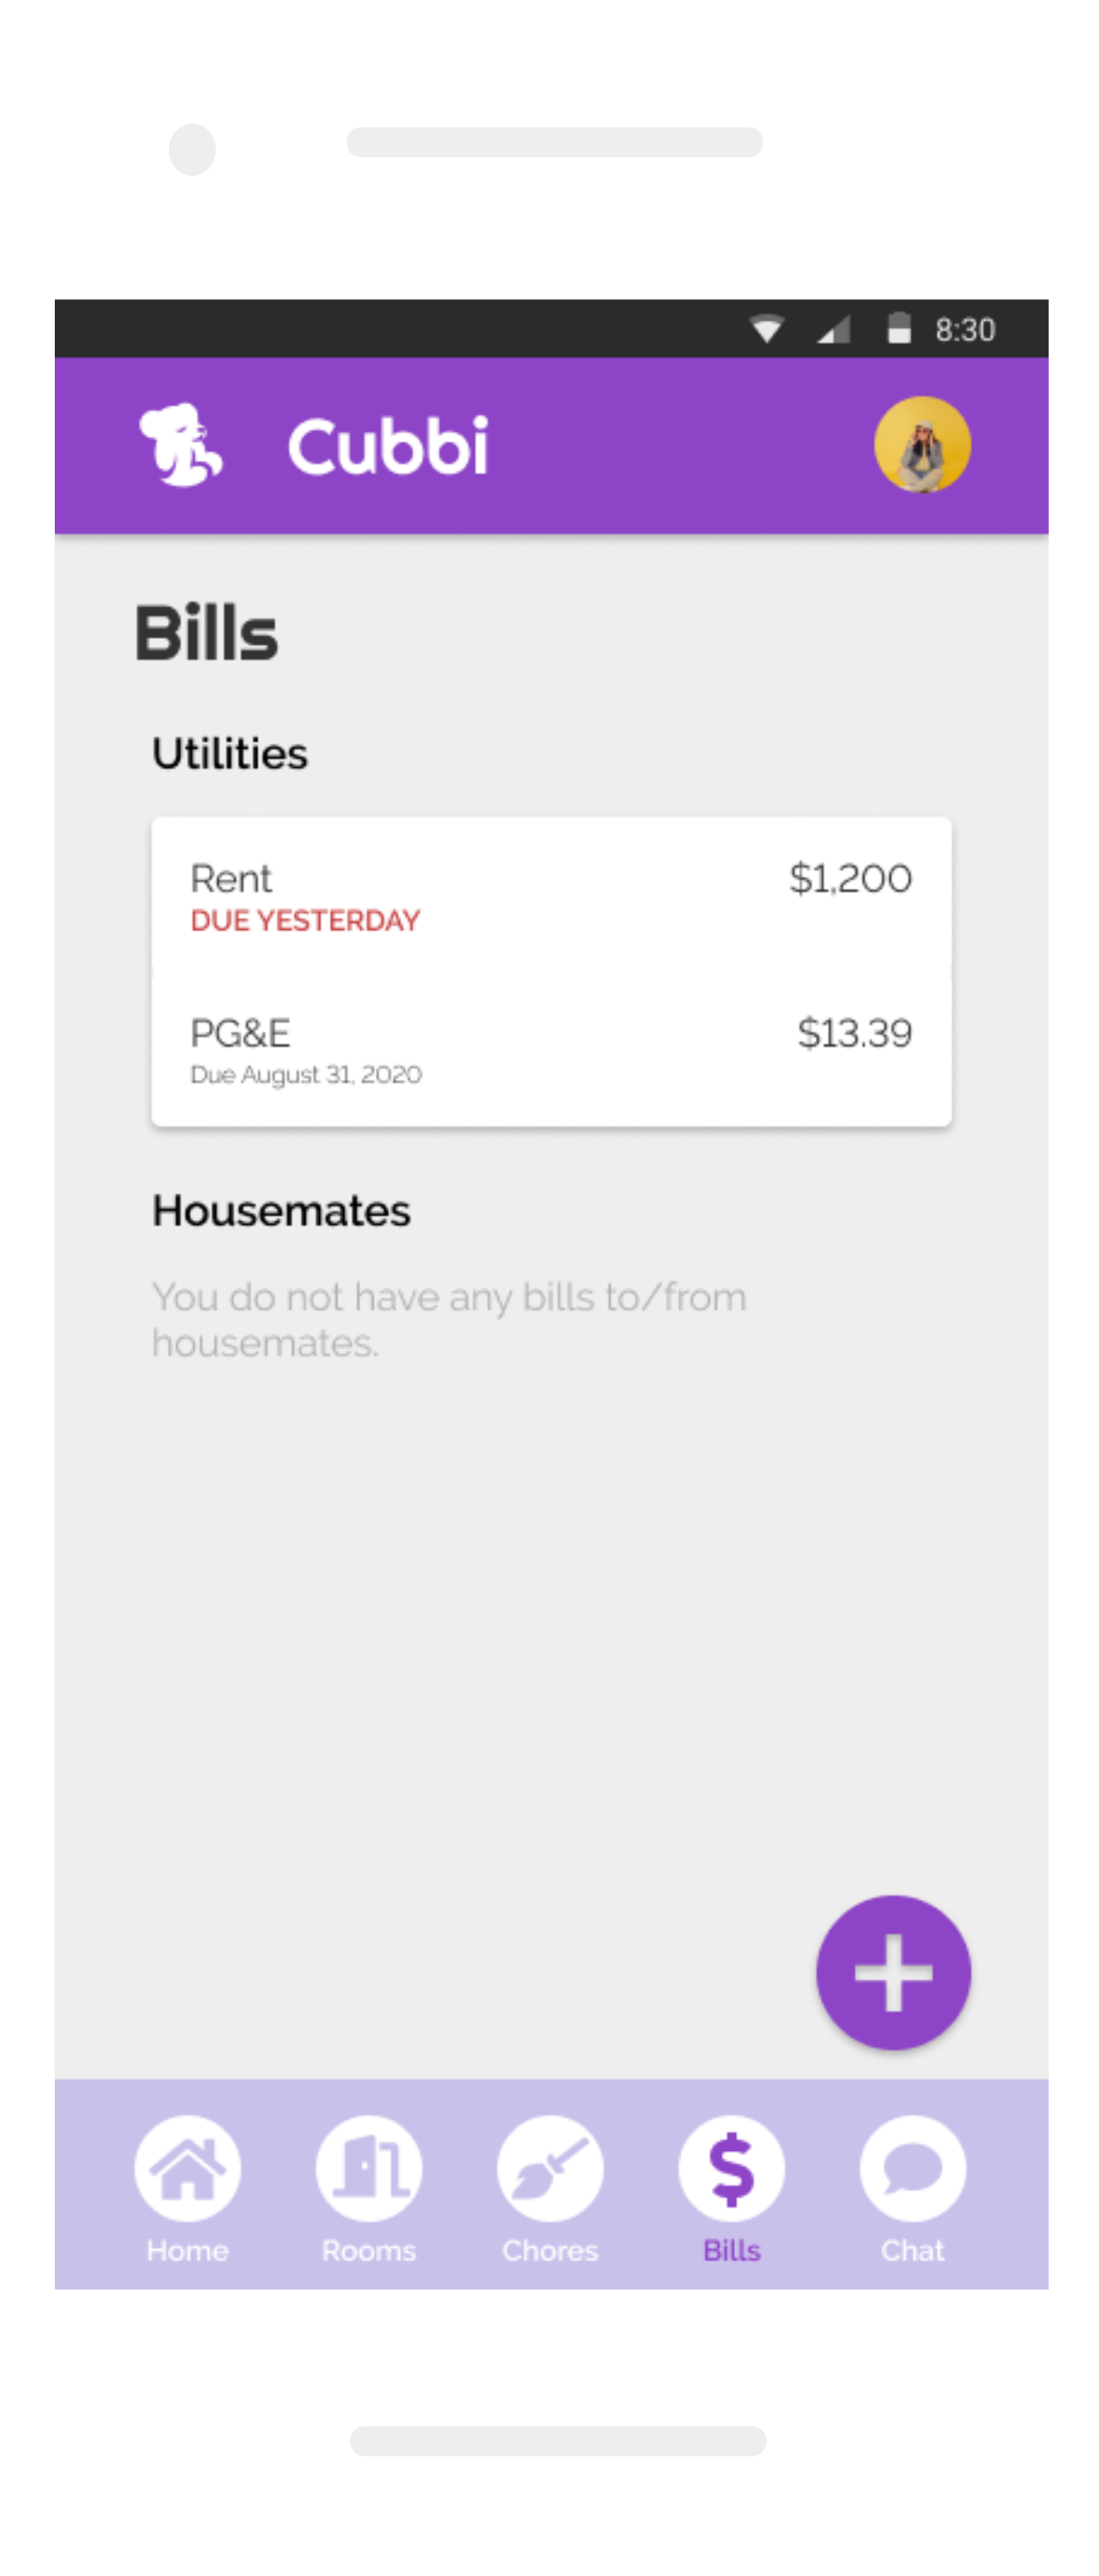 8:30
Cubbi
Bills
Utilities
Rent $1,200
DUE YESTERDAY
PG&E $13.39
Due August 31, 2020
Housemates
You do not have any bills to/from
housemates.
Home Rooms Chores Bills Chat